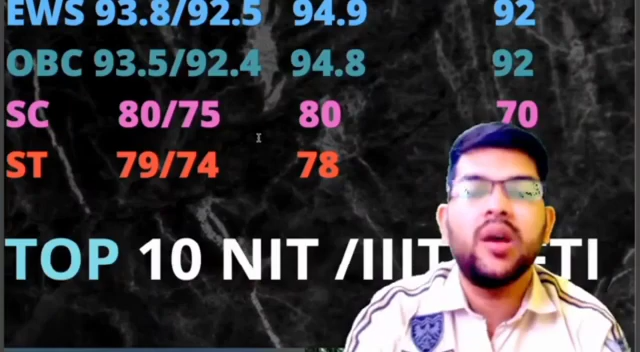 EWS 93.8/92.5 94.9 92
OBC 93.5/92.4 94.8 92
SC 80/75 80 70
ST 79/74 78
TOP 10 NIT /IIIT